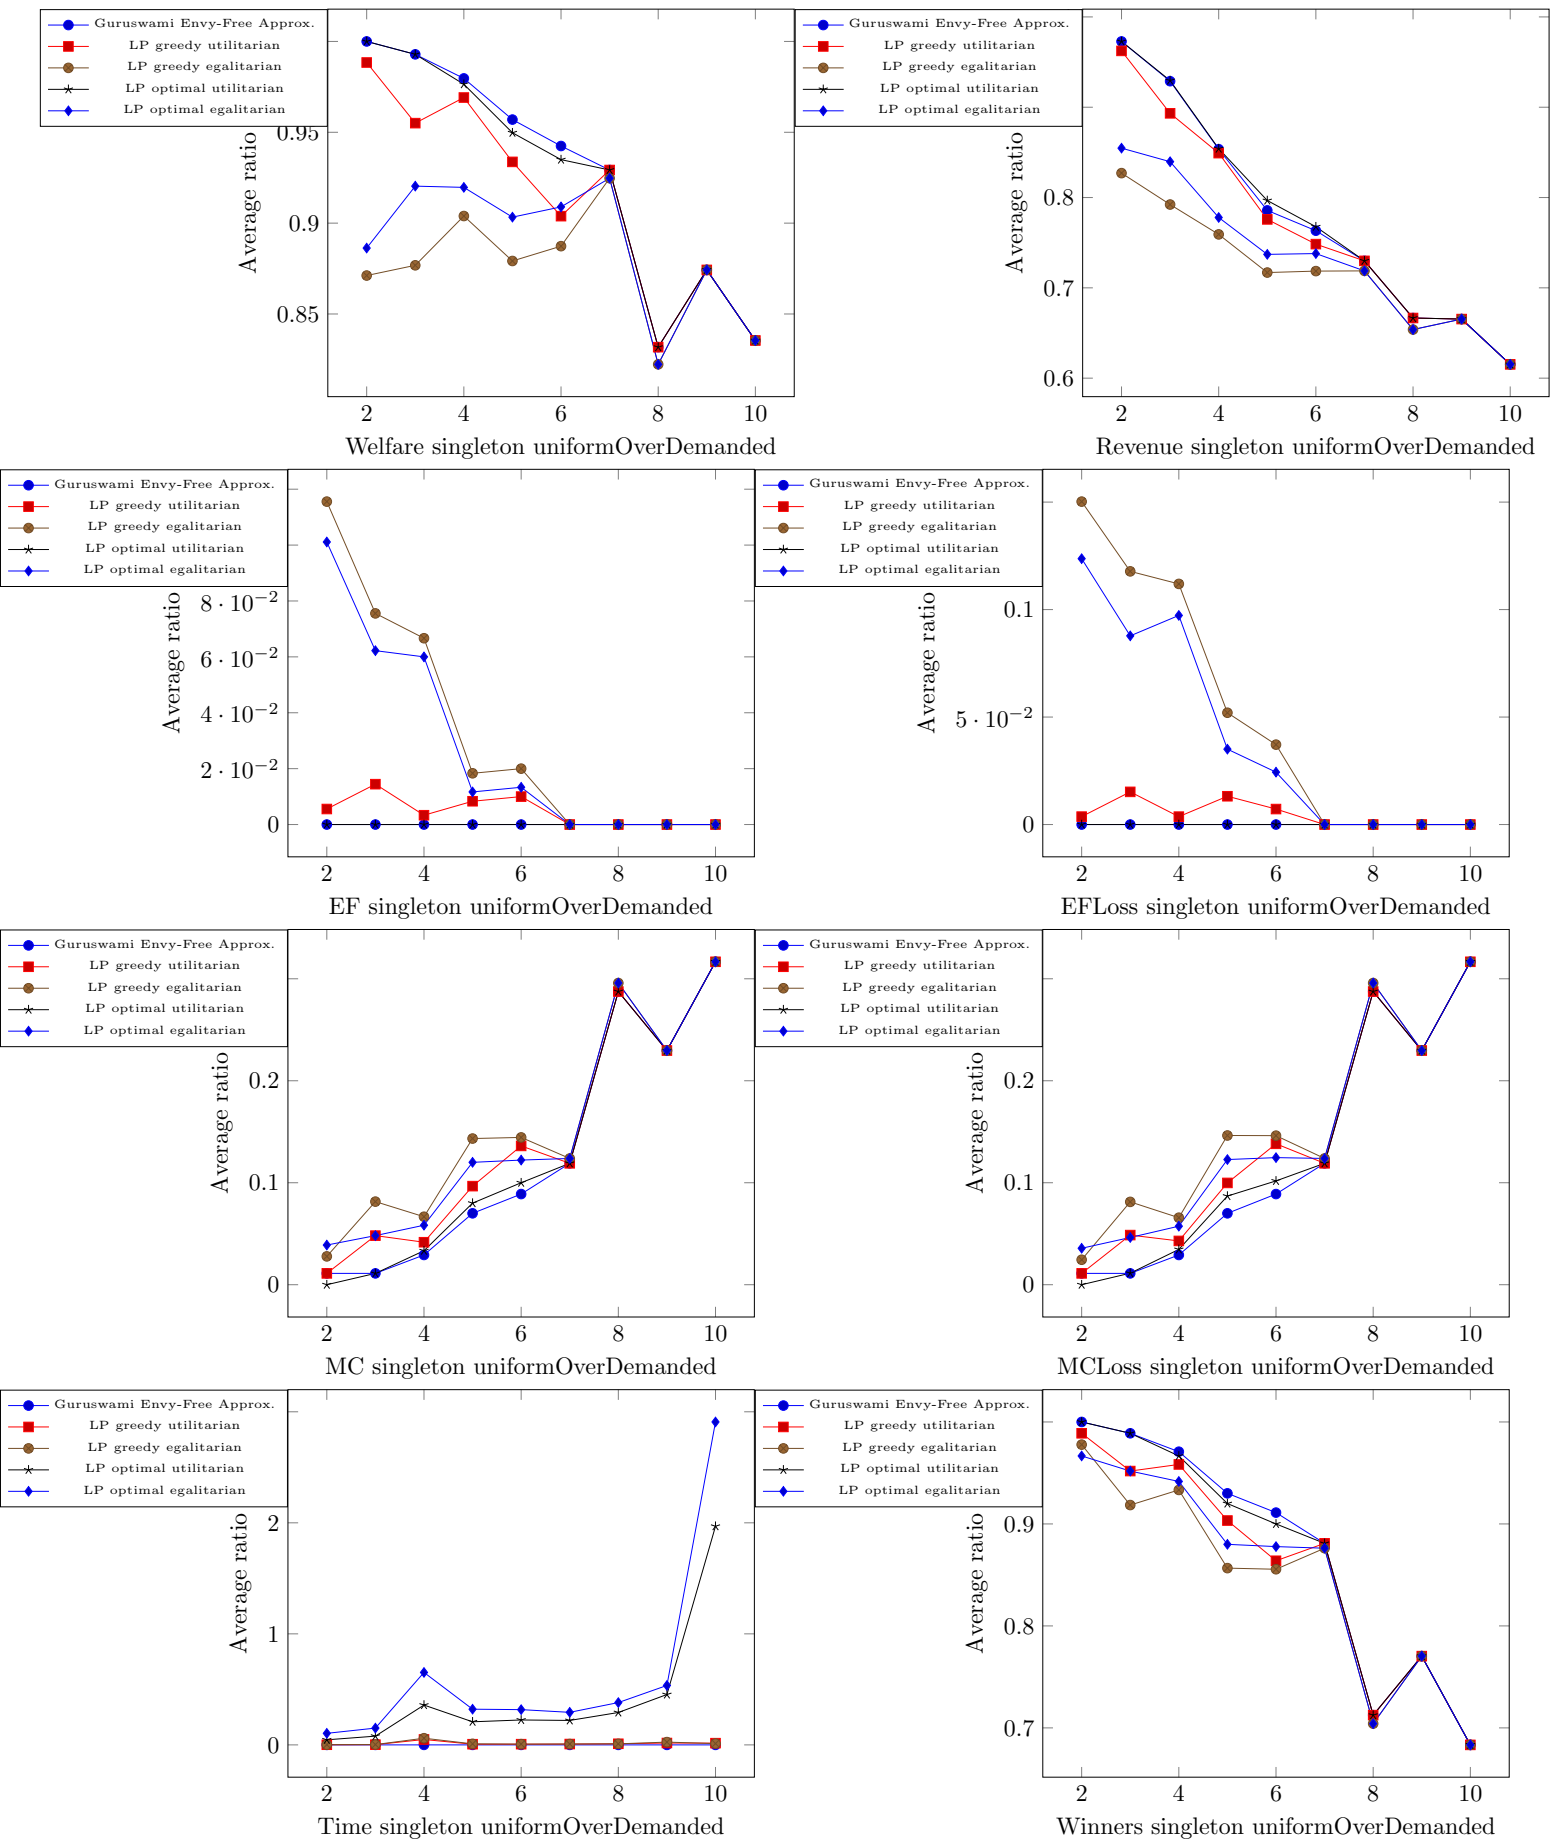 Guruswami Envy-Free Approx.
LP greedy utilitarian
LP greedy egalitarian
LP optimal utilitarian
LP optimal egalitarian
0.95
0.9
0.85
Average ratio
2 4 6 8 10
Welfare singleton uniformOverDemanded
Guruswami Envy-Free Approx.
LP greedy utilitarian
LP greedy egalitarian
LP optimal utilitarian
LP optimal egalitarian
0.8
0.7
0.6
Average ratio
2 4 6 8 10
Revenue singleton uniformOverDemanded
Guruswami Envy-Free Approx.
LP greedy utilitarian
LP greedy egalitarian
LP optimal utilitarian
LP optimal egalitarian
8 · 10⁻²
6 · 10⁻²
4 · 10⁻²
2 · 10⁻²
0
Average ratio
2 4 6 8 10
EF singleton uniformOverDemanded
Guruswami Envy-Free Approx.
LP greedy utilitarian
LP greedy egalitarian
LP optimal utilitarian
LP optimal egalitarian
0.1
5 · 10⁻²
0
Average ratio
2 4 6 8 10
EFLoss singleton uniformOverDemanded
Guruswami Envy-Free Approx.
LP greedy utilitarian
LP greedy egalitarian
LP optimal utilitarian
LP optimal egalitarian
0.2
0.1
0
Average ratio
2 4 6 8 10
MC singleton uniformOverDemanded
Guruswami Envy-Free Approx.
LP greedy utilitarian
LP greedy egalitarian
LP optimal utilitarian
LP optimal egalitarian
0.2
0.1
0
Average ratio
2 4 6 8 10
MCLoss singleton uniformOverDemanded
Guruswami Envy-Free Approx.
LP greedy utilitarian
LP greedy egalitarian
LP optimal utilitarian
LP optimal egalitarian
2
1
0
Average ratio
2 4 6 8 10
Time singleton uniformOverDemanded
Guruswami Envy-Free Approx.
LP greedy utilitarian
LP greedy egalitarian
LP optimal utilitarian
LP optimal egalitarian
0.9
0.8
0.7
Average ratio
2 4 6 8 10
Winners singleton uniformOverDemanded